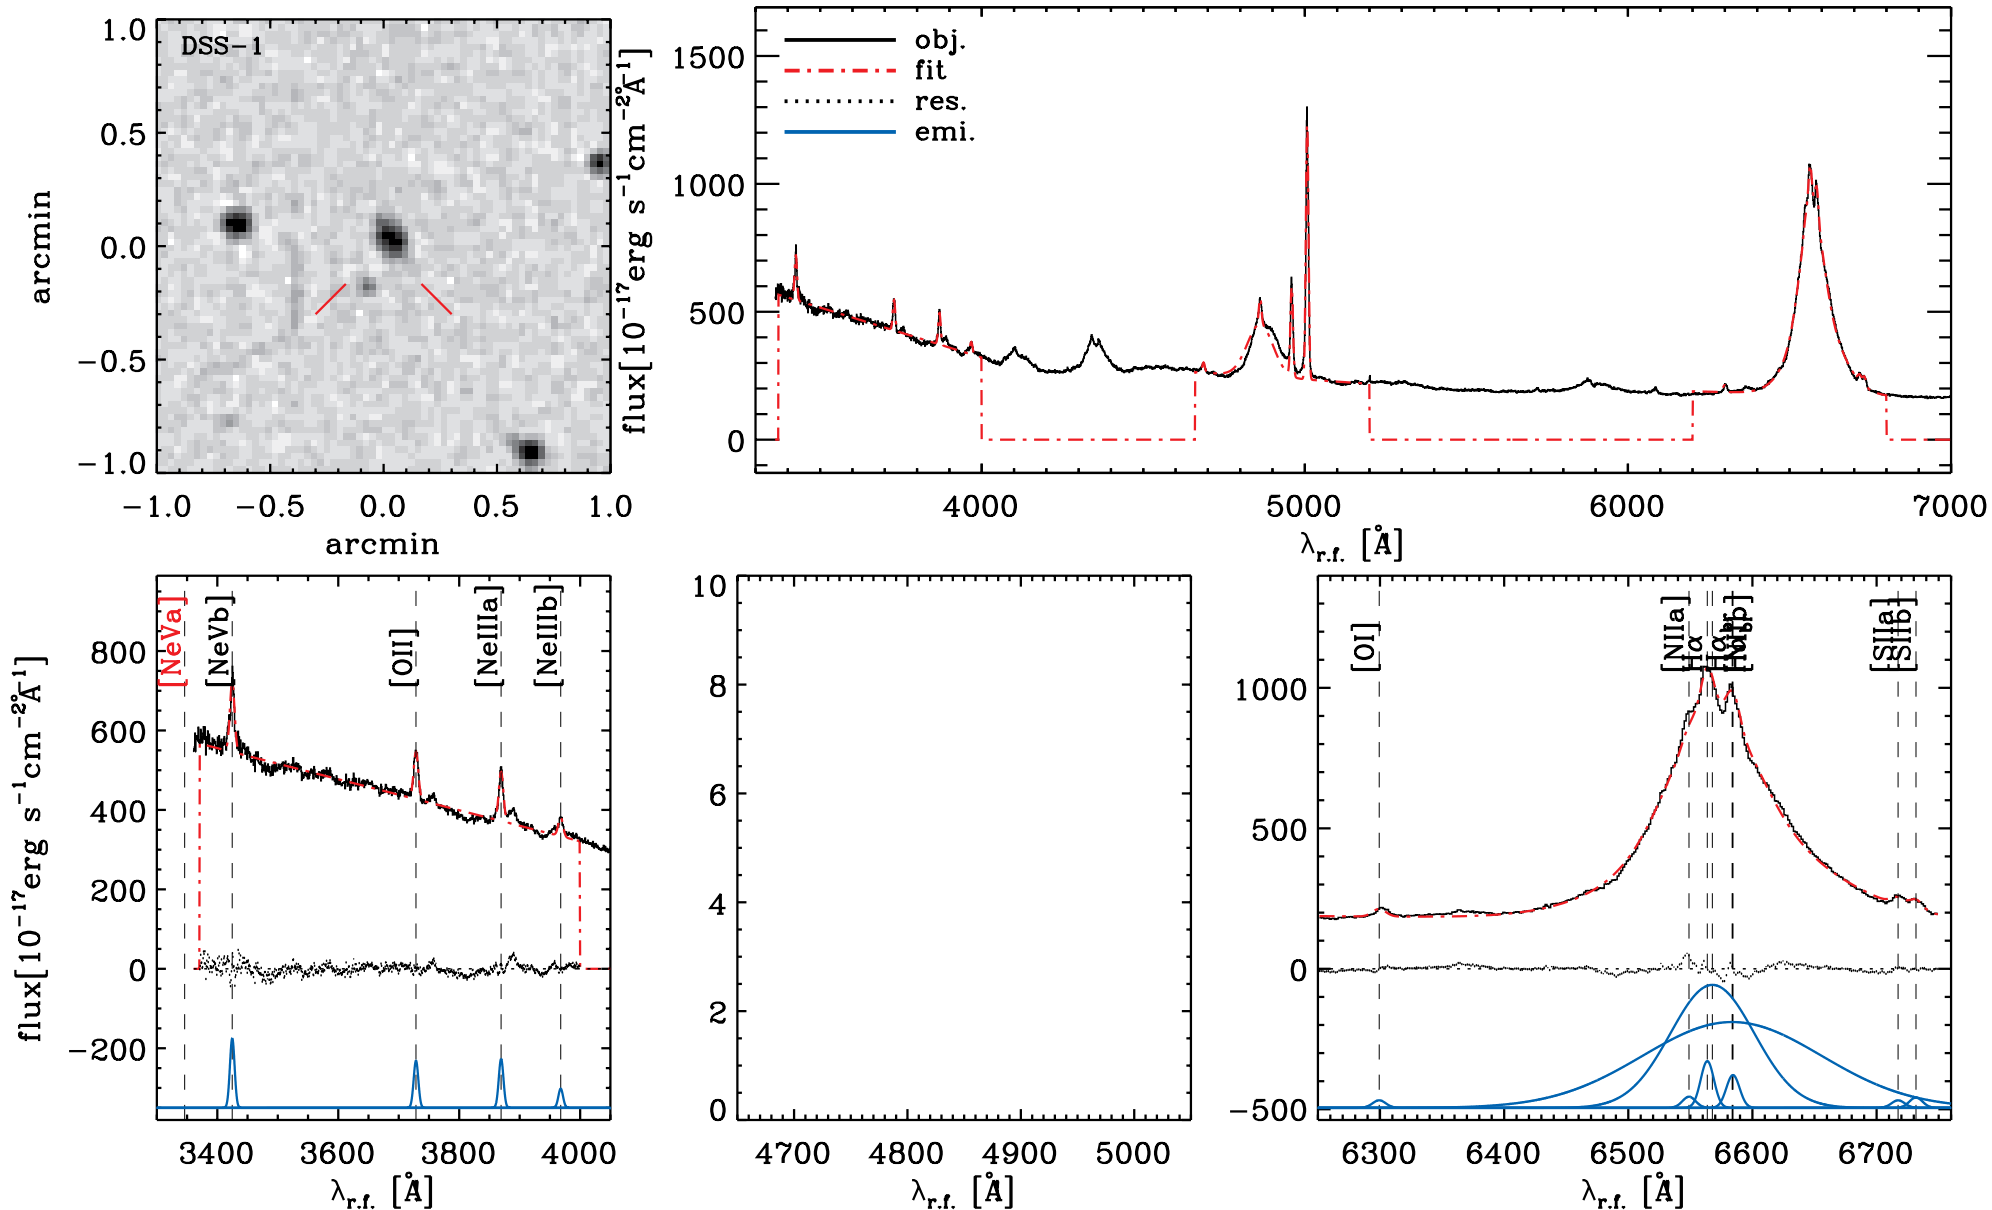 DSS-1
1.0
0.5
0.0
-0.5
-1.0
arcmin
-1.0 -0.5 0.0 0.5 1.0
arcmin
flux[10⁻¹⁷erg s⁻¹cm⁻²Å⁻¹]
1500
1000
500
0
obj.
fit
res.
emi.
4000 5000 6000 7000
λr.f. [Å]
flux[10⁻¹⁷erg s⁻¹cm⁻²Å⁻¹]
800
600
400
200
0
-200
[NeVa] [NeVb] [OII] [NeIIIa] [NeIIIb]
3400 3600 3800 4000
λr.f. [Å]
10
8
6
4
2
0
4700 4800 4900 5000
λr.f. [Å]
1000
500
0
-500
[OI] [NIIa] Hα Hα [NIIb] [SIIa] [SIIb]
6300 6400 6500 6600 6700
λr.f. [Å]